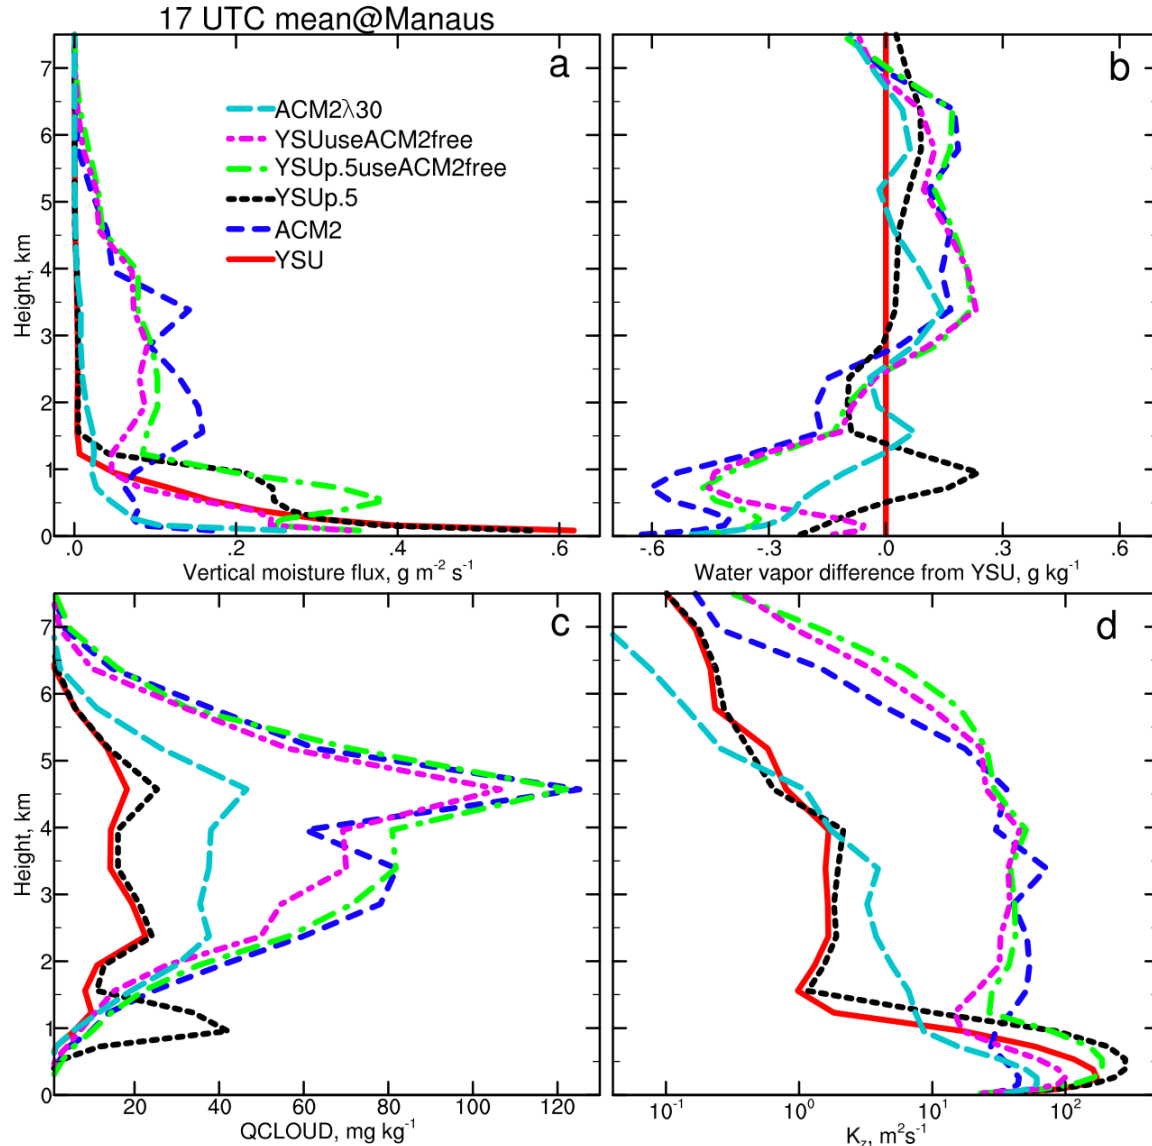 17 UTC mean@Manaus
a
b
ACM2λ30
YSUuseACM2free
YSUp.5useACM2free
YSUp.5
ACM2
YSU
Height, km
7
6
5
4
3
2
1
0
.0 .2 .4 .6
Vertical moisture flux, g m⁻² s⁻¹
-.6 -.3 .0 .3 .6
Water vapor difference from YSU, g kg⁻¹
c
d
Height, km
7
6
5
4
3
2
1
0
20 40 60 80 100 120
QCLOUD, mg kg⁻¹
10⁻¹ 10⁰ 10¹ 10²
K_z, m²s⁻¹